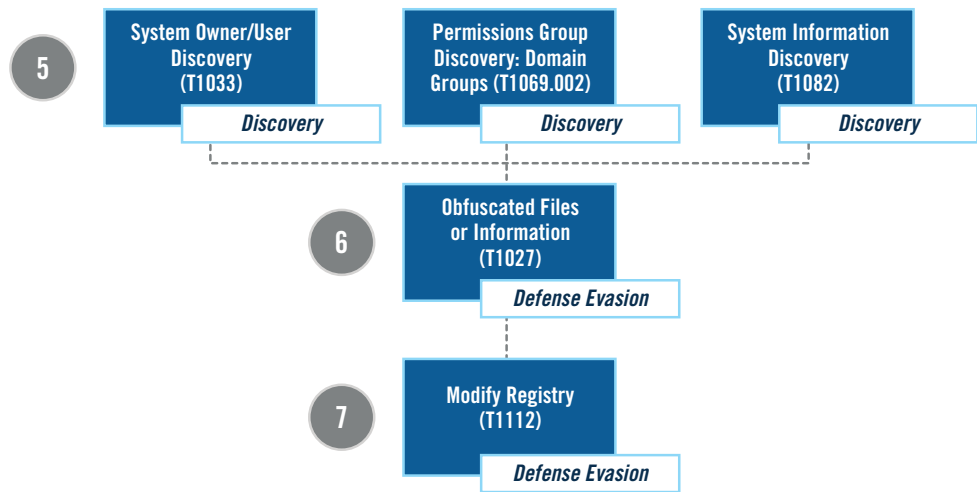 5
System Owner/User
Discovery
(T1033)
Discovery
Permissions Group
Discovery: Domain
Groups (T1069.002)
Discovery
System Information
Discovery
(T1082)
Discovery
6
Obfuscated Files
or Information
(T1027)
Defense Evasion
7
Modify Registry
(T1112)
Defense Evasion